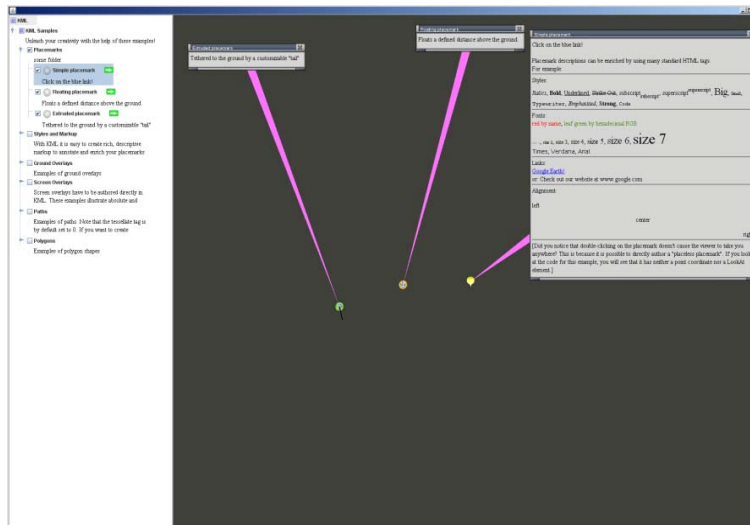 KML
KML Samples
Unleash your creativity with the help of these examples!
Placemarks
some folder
Simple placemark
Click on the blue link!
Floating placemark
Floats a defined distance above the ground
Extruded placemark
Tethered to the ground by a customizable "tail"
Styles and Markup
With KML it is easy to create rich, descriptive
markup to annotate and enrich your placemarks
Ground Overlays
Examples of ground overlays
Screen Overlays
Screen overlays have to be authored directly in
KML. These examples illustrate absolute and
Paths
Examples of paths. Note that the tessellate tag is
by default set to 0. If you want to create
Polygons
Examples of polygon shapes
Extruded placemark
Tethered to the ground by a customizable "tail"
Floating placemark
Floats a defined distance above the ground.
Simple placemark
Click on the blue link!
Placemark descriptions can be enriched by using many standard HTML tags.
For example:
Styles:
Italics, Bold, Underlined, Strike Out, subscript subscript, superscript superscript, Big, Small,
Typewriter, Emphasized, Strong, Code
Fonts:
red by name, leaf green by hexadecimal RGB
size 2, size 3, size 4, size 5, size 6, size 7
Times, Verdana, Arial
Links:
Google Earth!
or: Check out our website at www.google.com
Alignment:
left
center
[Did you notice that double-clicking on the placemark doesn't cause the viewer to take you
anywhere? This is because it is possible to directly author a "placeless placemark". If you look
at the code for this example, you will see that it has neither a point coordinate nor a LookAt
element.]